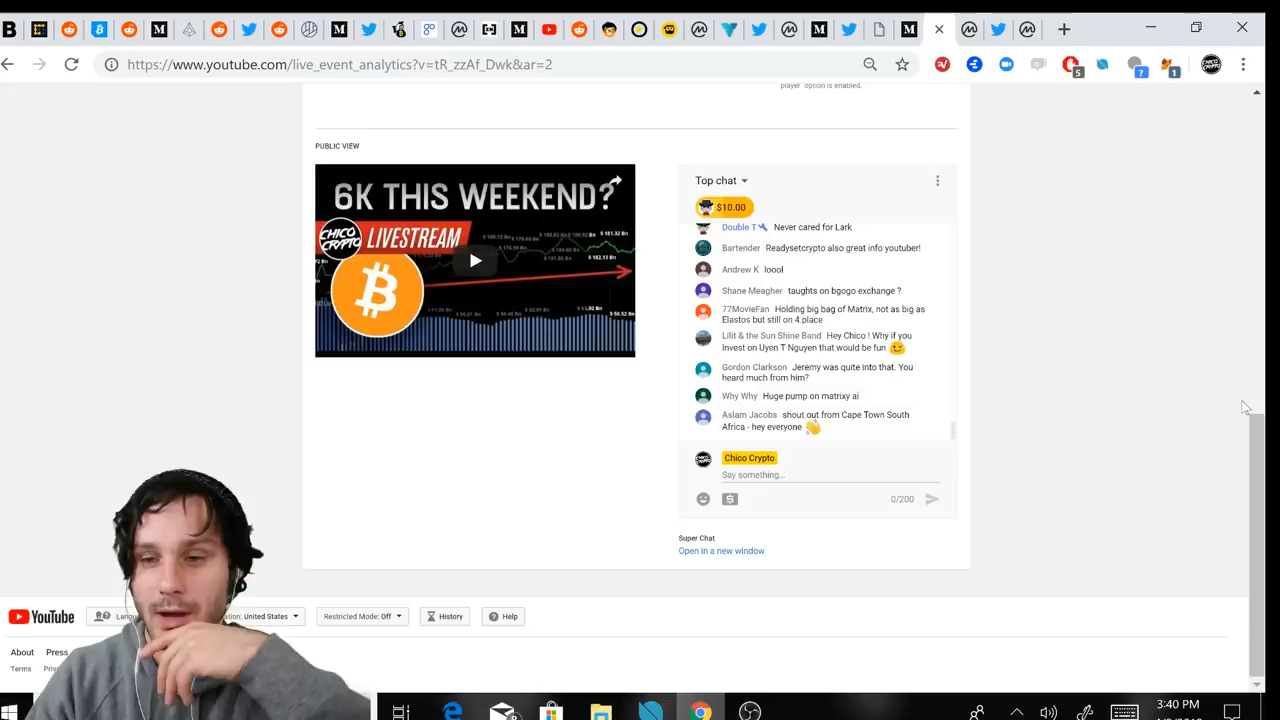 https://www.youtube.com/live_event_analytics?v=tR_zzAf_Dwk&ar=2
5
?
1
player" option is enabled.
PUBLIC VIEW
6K THIS WEEKEND?
CHICO CRYPTO
LIVESTREAM
Top chat
$10.00
Double T Never cared for Lark
Bartender Readysetcrypto also great info youtuber!
Andrew K loool
Shane Meagher taughts on bgogo exchange ?
77MovieFan Holding big bag of Matrix, not as big as
Elastos but still on 4 place
Lilit & the Sun Shine Band Hey Chico ! Why if you
Invest on Uyen T Nguyen that would be fun
Gordon Clarkson Jeremy was quite into that. You
heard much from him?
Why Why Huge pump on matrixy ai
Aslam Jacobs shout out from Cape Town South
Africa - hey everyone
Chico Crypto
Say something...
0/200
Super Chat
Open in a new window
YouTube
United States
Restricted Mode: Off
History
Help
About Press
Terms
3:40 PM